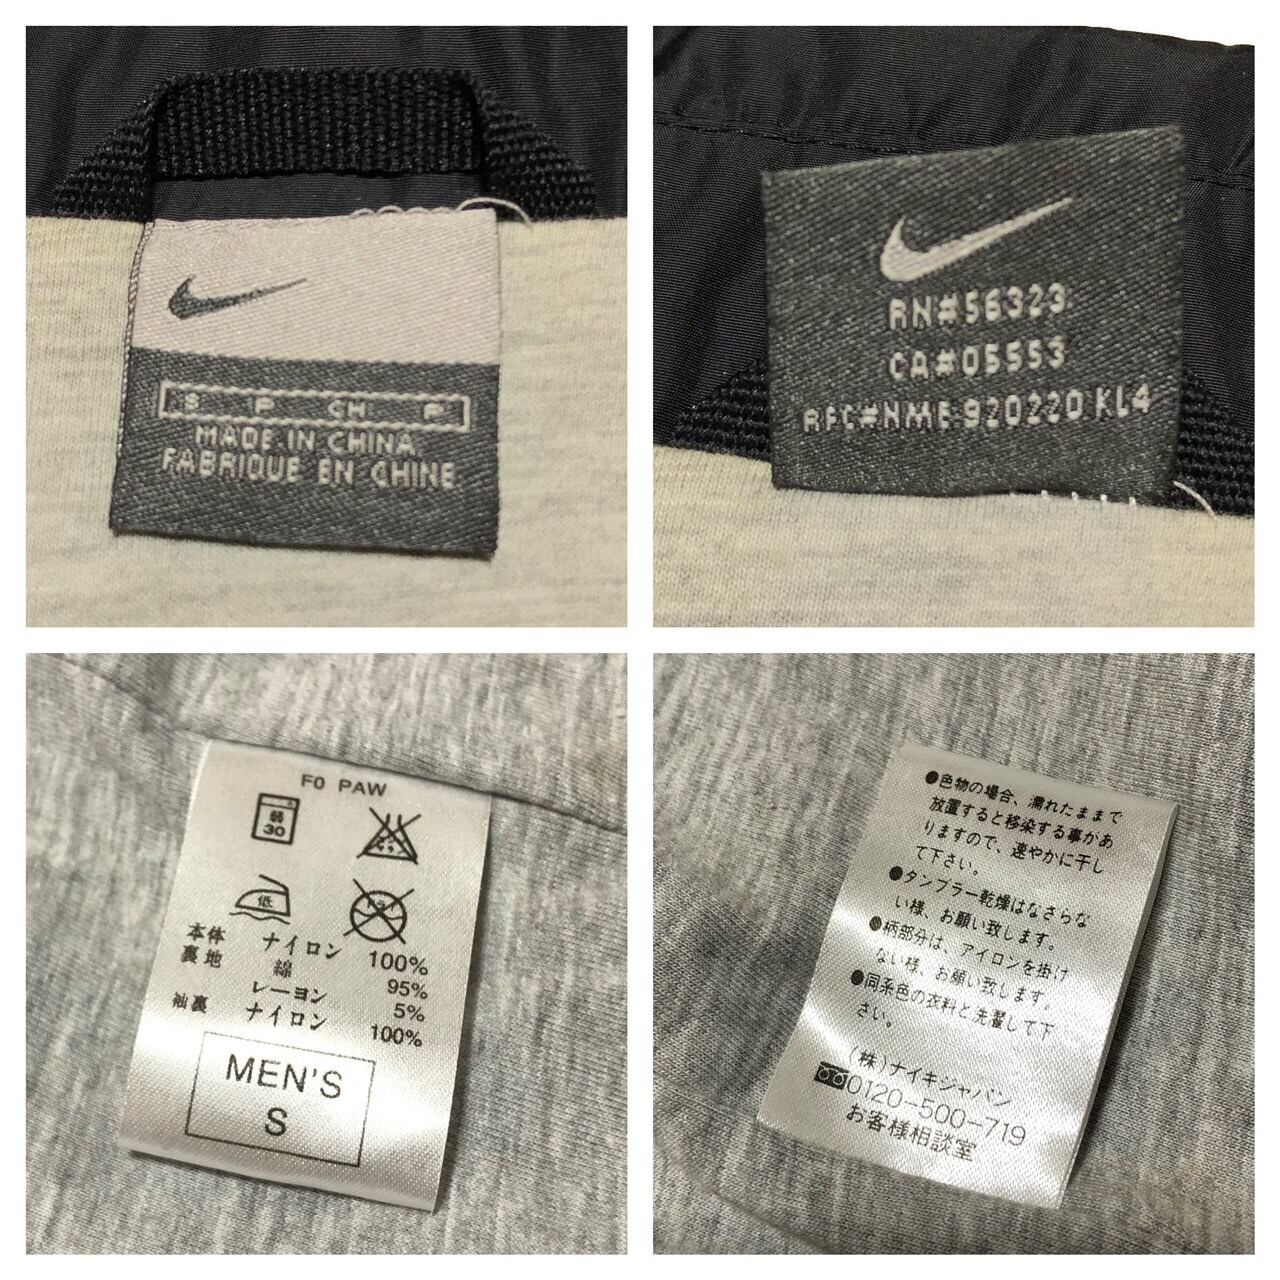 S P CH P
MADE IN CHINA
FABRIQUE EN CHINE
RN#56323
CA#05553
RFC#NME 920220 KL4
F0 PAW
弱
30
低
ドライ
本体 ナイロン 100%
裏地 綿 95%
レーヨン 5%
袖裏 ナイロン 100%
MEN'S
S
●色物の場合、濡れたままで
放置すると移染する事があ
りますので、速やかに干し
て下さい。
●タンブラー乾燥はなさらな
い様、お願い致します。
●柄部分は、アイロンを掛け
ない様、お願い致します。
●同系色の衣料と洗濯して下
さい。
(株)ナイキジャパン
0120-500-719
お客様相談室